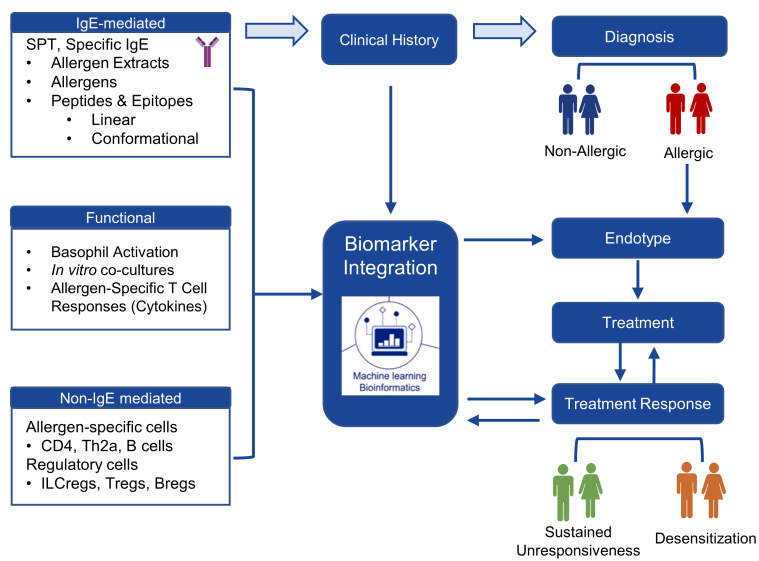 IgE-mediated
SPT, Specific IgE
• Allergen Extracts
• Allergens
• Peptides & Epitopes
• Linear
• Conformational
Clinical History
Diagnosis
Non-Allergic
Allergic
Functional
• Basophil Activation
• In vitro co-cultures
• Allergen-Specific T Cell
Responses (Cytokines)
Biomarker
Integration
Machine learning
Bioinformatics
Endotype
Treatment
Treatment Response
Non-IgE mediated
Allergen-specific cells
• CD4, Th2a, B cells
Regulatory cells
• ILCregs, Tregs, Bregs
Sustained
Unresponsiveness
Desensitization